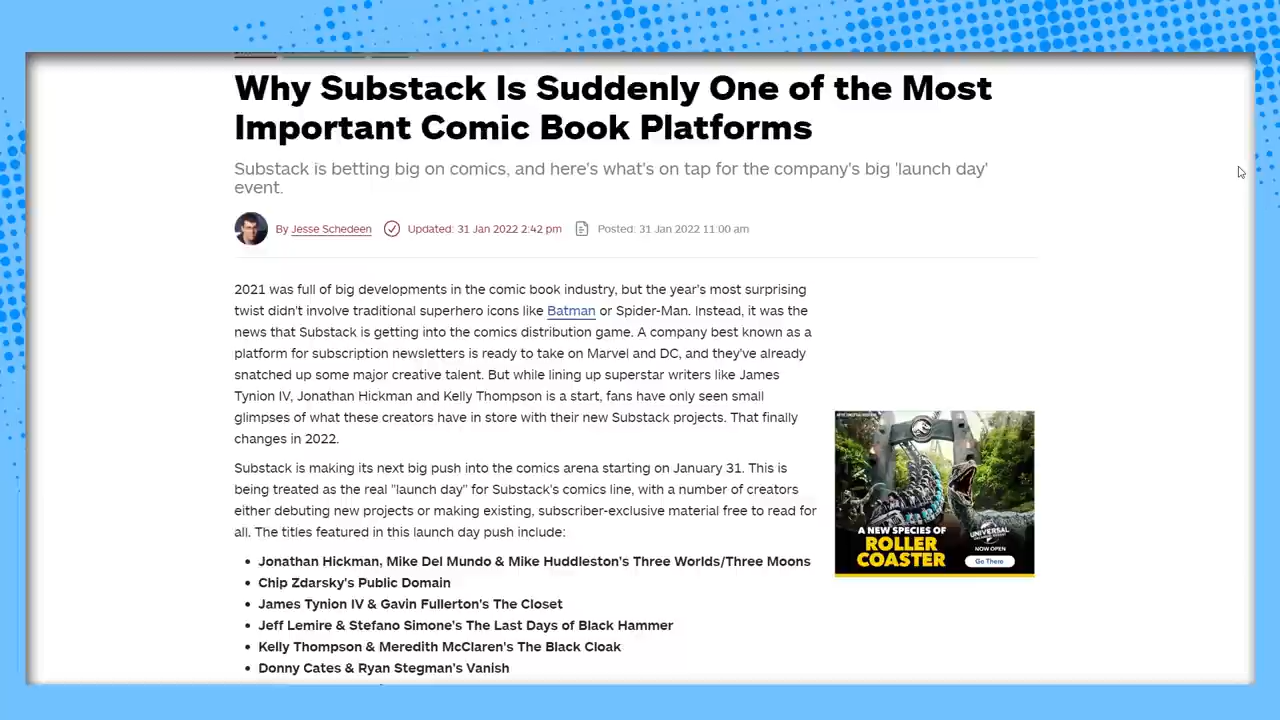 Why Substack Is Suddenly One of the Most
Important Comic Book Platforms
Substack is betting big on comics, and here's what's on tap for the company's big 'launch day'
event.
By Jesse Schedeen Updated: 31 Jan 2022 2:42 pm Posted: 31 Jan 2022 11:00 am
2021 was full of big developments in the comic book industry, but the year's most surprising
twist didn't involve traditional superhero icons like Batman or Spider-Man. Instead, it was the
news that Substack is getting into the comics distribution game. A company best known as a
platform for subscription newsletters is ready to take on Marvel and DC, and they've already
snatched up some major creative talent. But while lining up superstar writers like James
Tynion IV, Jonathan Hickman and Kelly Thompson is a start, fans have only seen small
glimpses of what these creators have in store with their new Substack projects. That finally
changes in 2022.
Substack is making its next big push into the comics arena starting on January 31. This is
being treated as the real "launch day" for Substack's comics line, with a number of creators
either debuting new projects or making existing, subscriber-exclusive material free to read for
all. The titles featured in this launch day push include:
• Jonathan Hickman, Mike Del Mundo & Mike Huddleston's Three Worlds/Three Moons
• Chip Zdarsky's Public Domain
• James Tynion IV & Gavin Fullerton's The Closet
• Jeff Lemire & Stefano Simone's The Last Days of Black Hammer
• Kelly Thompson & Meredith McClaren's The Black Cloak
• Donny Cates & Ryan Stegman's Vanish
A NEW SPECIES OF
ROLLER
COASTER
UNIVERSAL
NOW OPEN
Go There